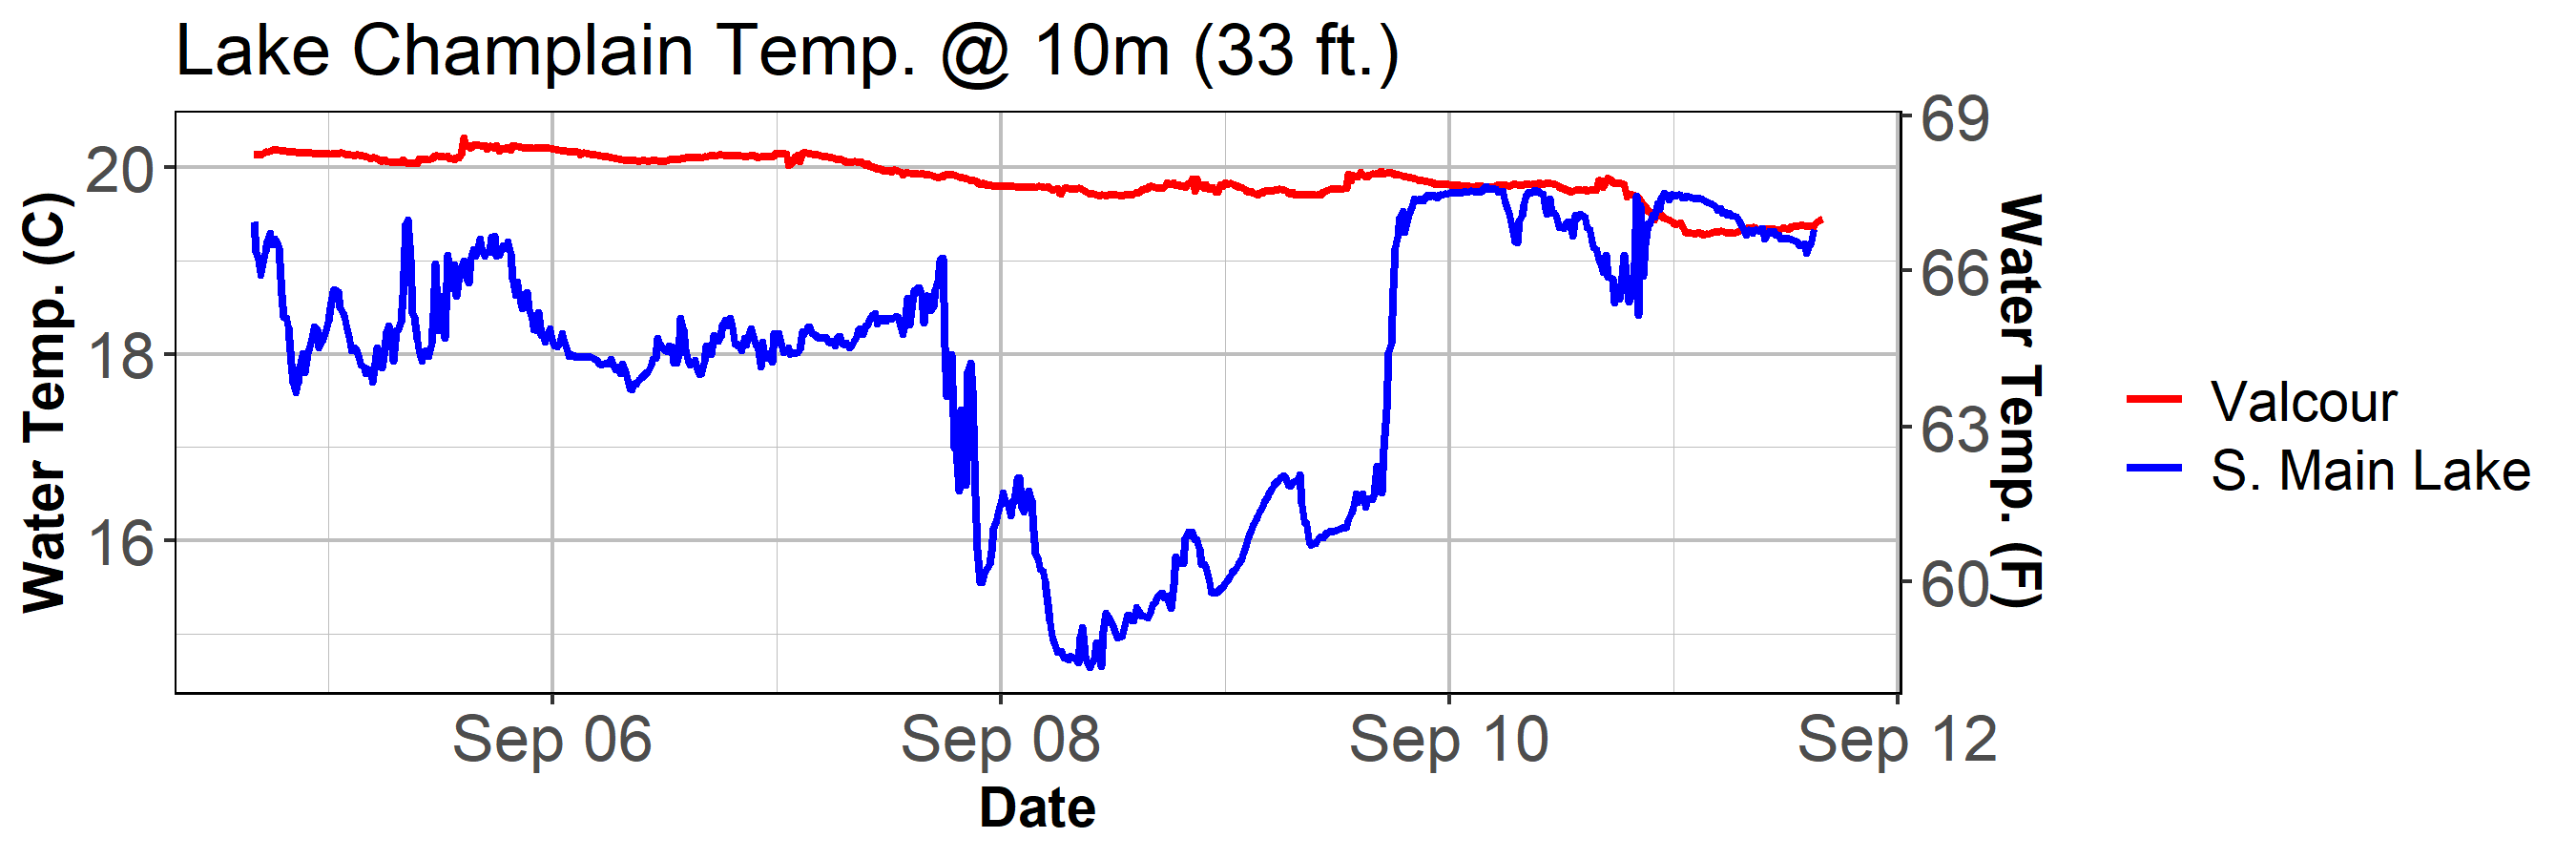 Lake Champlain Temp. @ 10m (33 ft.)
Water Temp. (C)
20
18
16
69
66
63
60
Water Temp. (F)
Sep 06
Sep 08
Sep 10
Sep 12
Date
Valcour
S. Main Lake